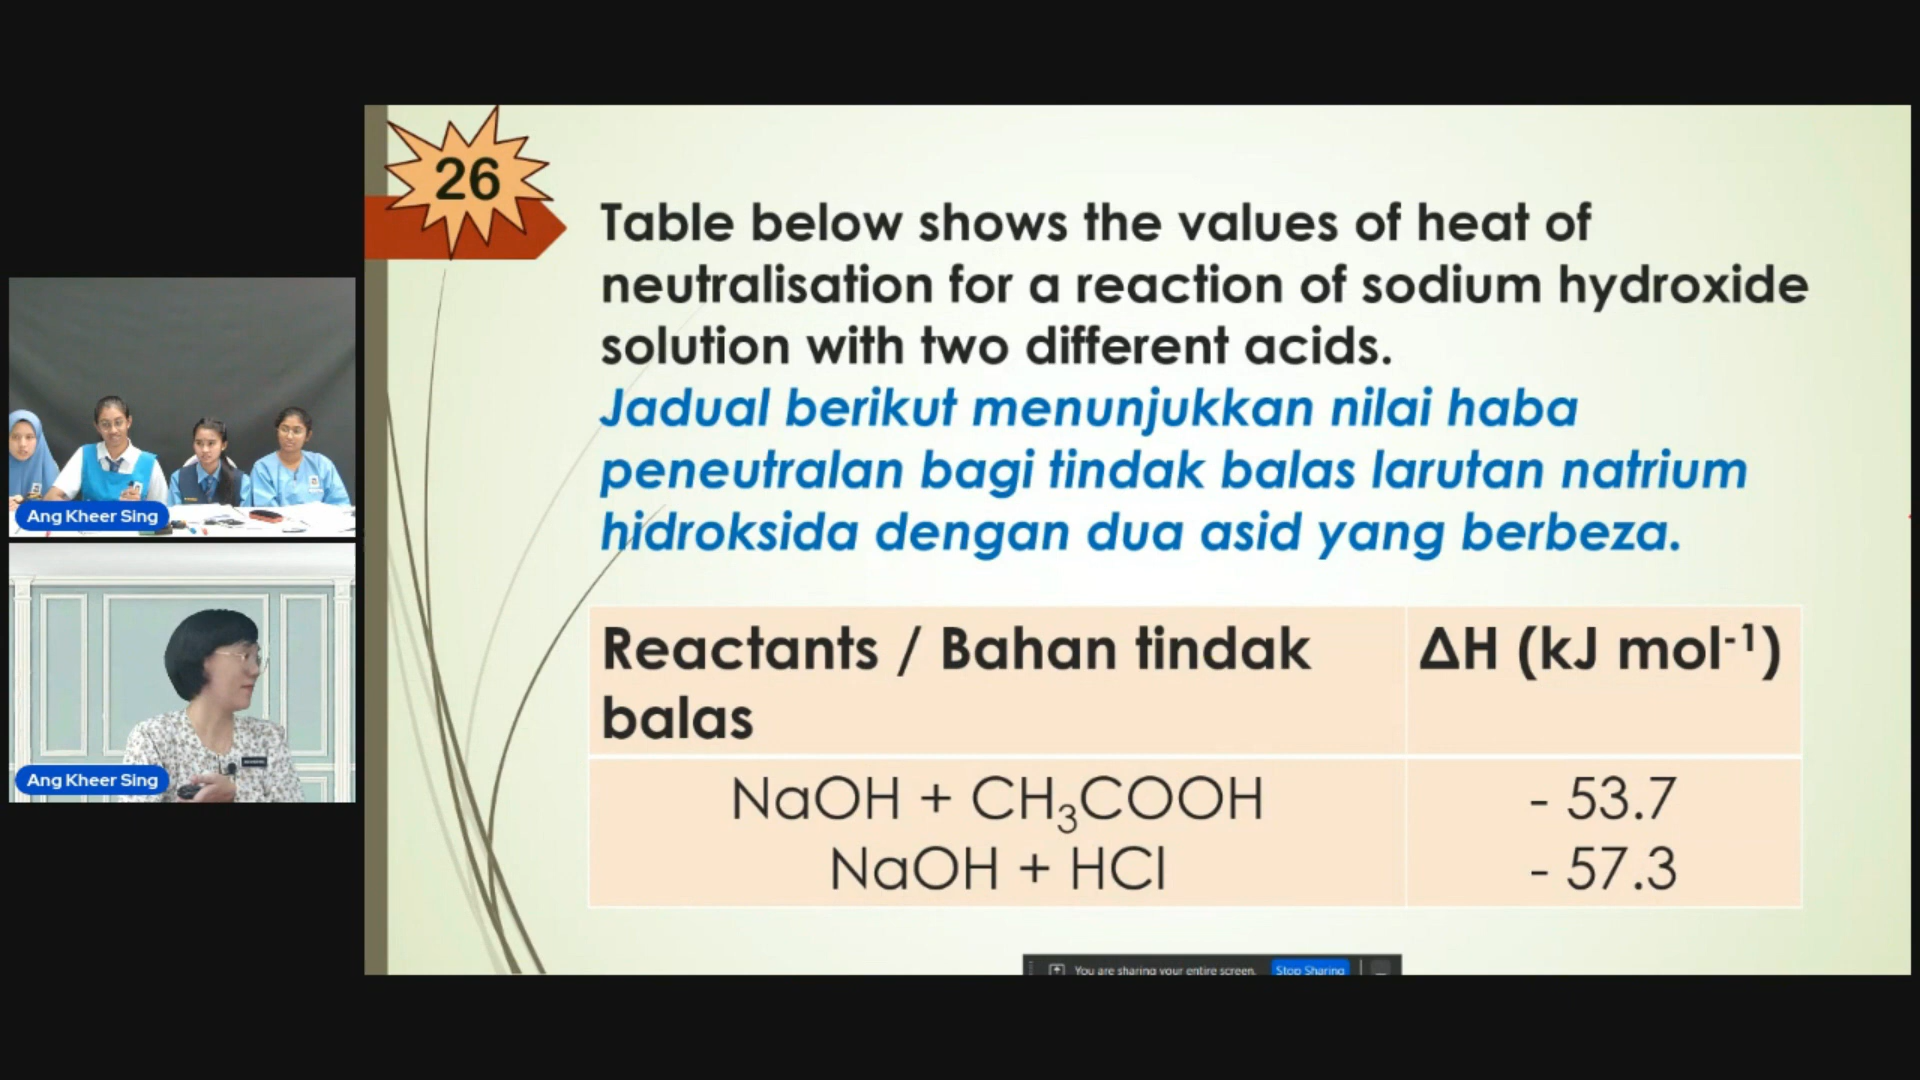 26
Table below shows the values of heat of
neutralisation for a reaction of sodium hydroxide
solution with two different acids.
Jadual berikut menunjukkan nilai haba
peneutralan bagi tindak balas larutan natrium
hidroksida dengan dua asid yang berbeza.
Reactants / Bahan tindak balas ΔH (kJ mol⁻¹)
NaOH + CH₃COOH - 53.7
NaOH + HCl - 57.3
Ang Kheer Sing
Ang Kheer Sing
You are sharing your entire screen. Stop Sharing